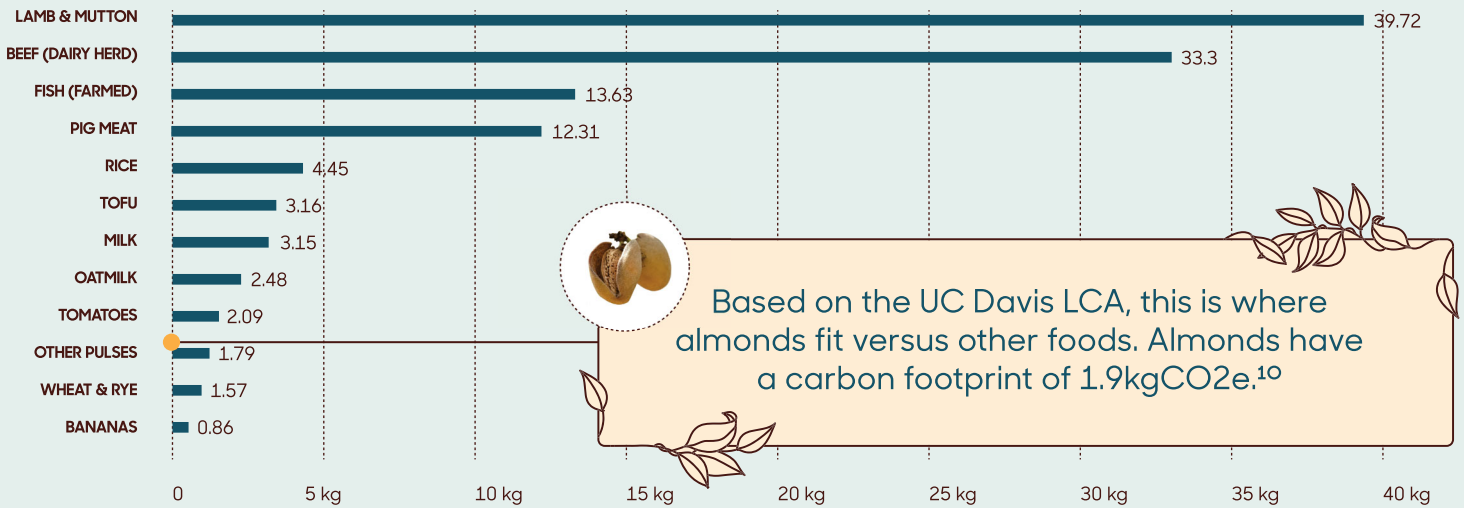 LAMB & MUTTON 39.72
BEEF (DAIRY HERD) 33.3
FISH (FARMED) 13.63
PIG MEAT 12.31
RICE 4.45
TOFU 3.16
MILK 3.15
OATMILK 2.48
TOMATOES 2.09
OTHER PULSES 1.79
WHEAT & RYE 1.57
BANANAS 0.86
Based on the UC Davis LCA, this is where
almonds fit versus other foods. Almonds have
a carbon footprint of 1.9kgCO2e.¹⁰
0 5 kg 10 kg 15 kg 20 kg 25 kg 30 kg 35 kg 40 kg